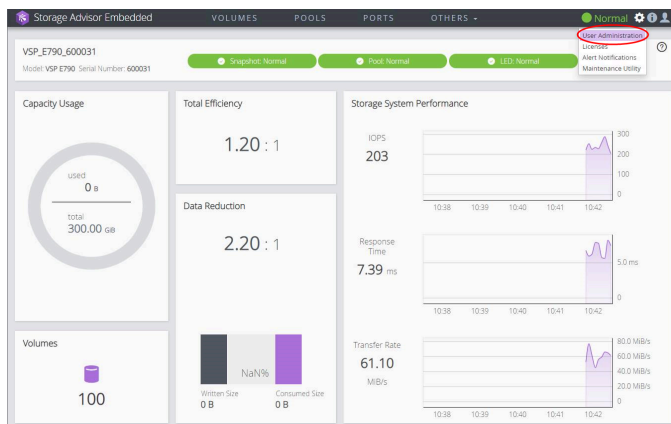 Storage Advisor Embedded VOLUMES POOLS PORTS OTHERS Normal
User Administration
Licenses
Alert Notifications
Maintenance Utility
VSP_E790_600031
Model: VSP E790 Serial Number: 600031
Snapshot: Normal Pool: Normal LED: Normal
Capacity Usage
used
0 B
total
300.00 GiB
Total Efficiency
1.20 : 1
Data Reduction
2.20 : 1
NaN%
Written Size Consumed Size
0 B 0 B
Volumes
100
Storage System Performance
IOPS
203
300
200
100
0
10:38 10:39 10:40 10:41 10:42
Response
Time
7.39 ms
5.0 ms
0
10:38 10:39 10:40 10:41 10:42
Transfer Rate
61.10
MiB/s
80.0 MiB/s
60.0 MiB/s
40.0 MiB/s
20.0 MiB/s
0
10:38 10:39 10:40 10:41 10:42